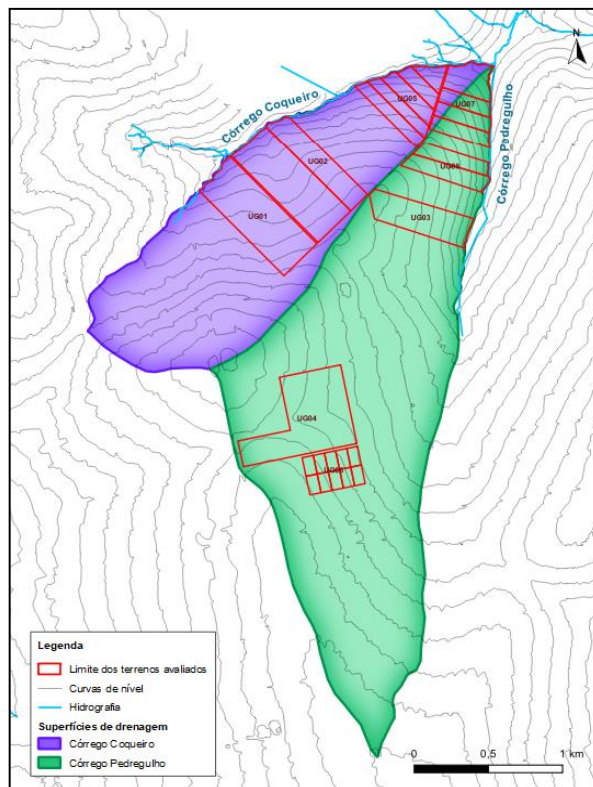 N
Córrego Coqueiro
Córrego Pedregulho
UG05
UG07
UG02
UG01
UG03
UG04
Legenda
Limite dos terrenos avaliados
Curvas de nível
Hidrografia
Superfícies de drenagem
Córrego Coqueiro
Córrego Pedregulho
0 0,5 1 km